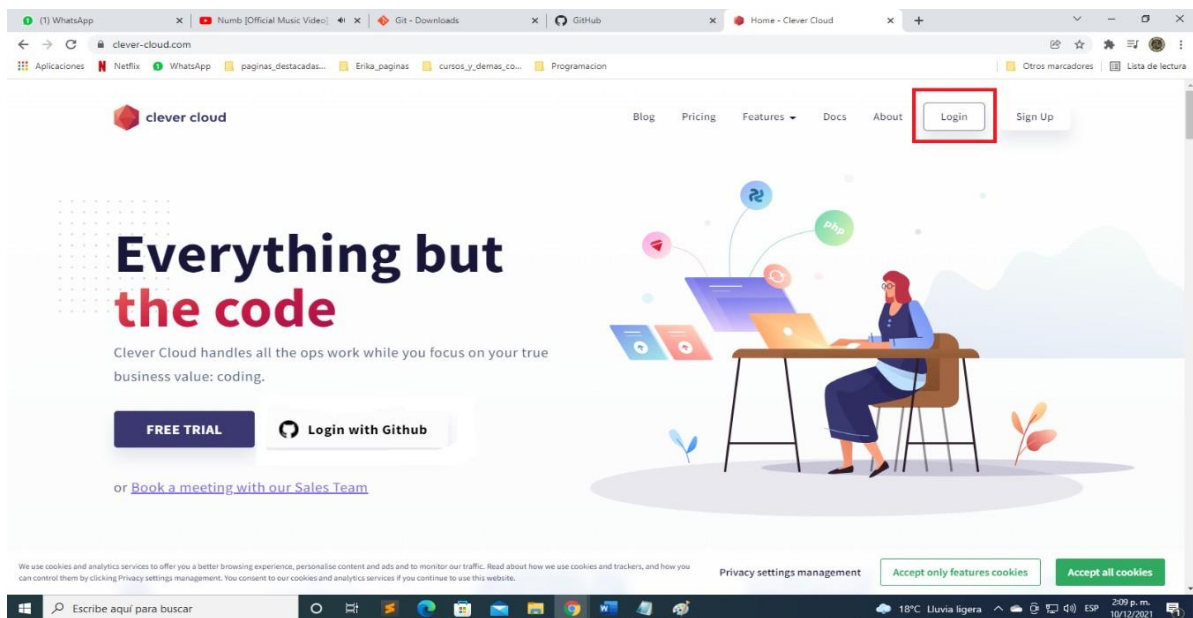 (1) WhatsApp
Numb [Official Music Video]
Git - Downloads
GitHub
Home - Clever Cloud
clever-cloud.com
Aplicaciones
Netflix
WhatsApp
paginas_destacadas...
Erika_paginas
cursos_y_demas_co...
Programacion
Otros marcadores
Lista de lectura
clever cloud
Blog
Pricing
Features
Docs
About
Login
Sign Up
php
Everything but
the code
Clever Cloud handles all the ops work while you focus on your true
business value: coding.
FREE TRIAL
Login with Github
or Book a meeting with our Sales Team
We use cookies and analytics services to offer you a better browsing experience, personalise content and ads and to monitor our traffic. Read about how we use cookies and trackers, and how you
can control them by clicking Privacy settings management. You consent to our cookies and analytics services if you continue to use this website.
Privacy settings management
Accept only features cookies
Accept all cookies
Escribe aquí para buscar
18°C Lluvia ligera
ESP
2:09 p. m.
10/12/2021